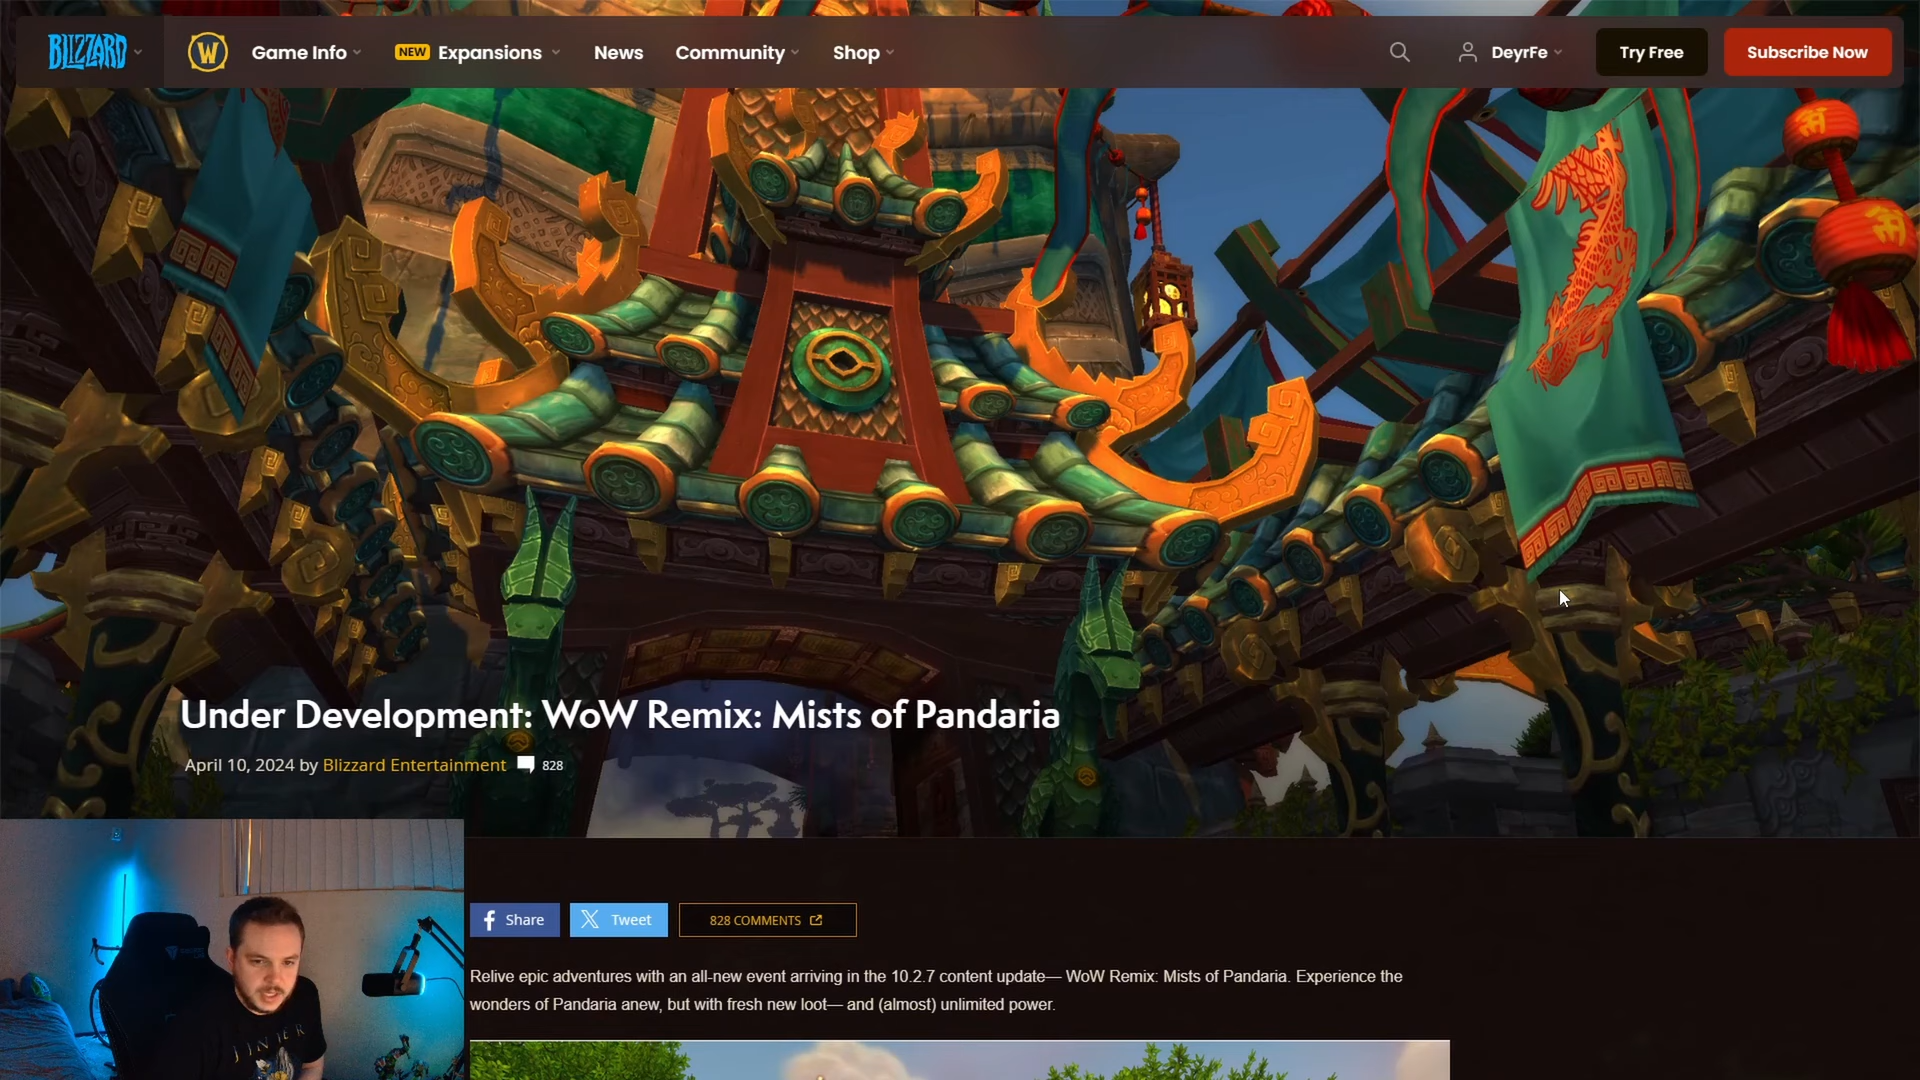 BLIZZARD
W
Game Info
NEW
Expansions
News
Community
Shop
DeyrFe
Try Free
Subscribe Now
Under Development: WoW Remix: Mists of Pandaria
April 10, 2024 by Blizzard Entertainment 828
Share
Tweet
828 COMMENTS
Relive epic adventures with an all-new event arriving in the 10.2.7 content update— WoW Remix: Mists of Pandaria. Experience the
wonders of Pandaria anew, but with fresh new loot— and (almost) unlimited power.